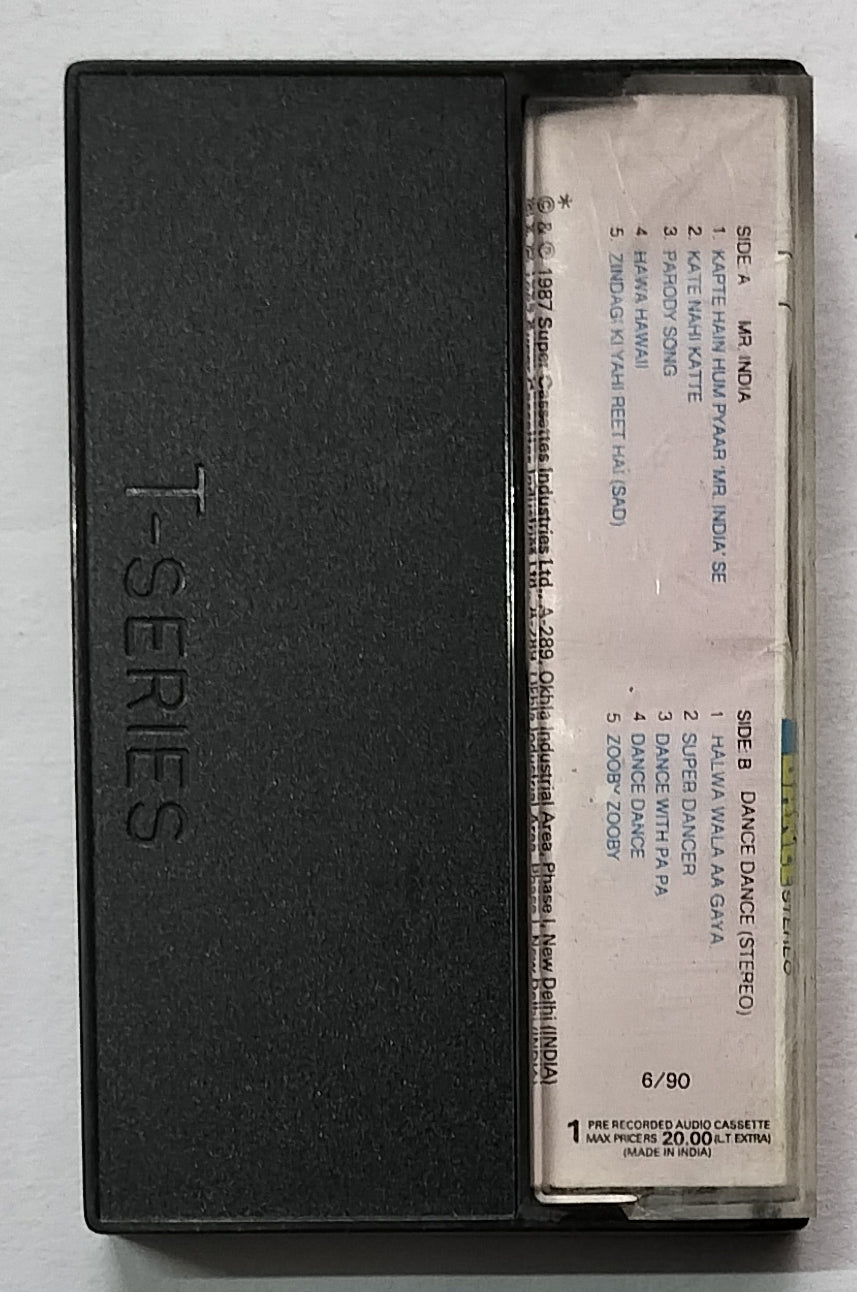 T-SERIES
SIDE: A MR. INDIA
1. KARTE HAIN HUM PYAAR 'MR. INDIA' SE
2. KATE NAHI KATTE
3. PARODY SONG
4 HAWA HAWAII
5. ZINDAGI KI YAHI REET HAI (SAD)
SIDE: B DANCE DANCE (STEREO)
1 HALWA WALA AA GAYA
2 SUPER DANCER
3 DANCE WITH PA PA
4 DANCE DANCE
5 ZOOBY ZOOBY
*
© & ℗ 1987 Super Cassettes Industries Ltd., A-289, Okhla Industrial Area, Phase I, New Delhi (INDIA)
6/90
1 PRE RECORDED AUDIO CASSETTE
MAX PRICE RS 20.00 (L.T EXTRA)
(MADE IN INDIA)
STEREO